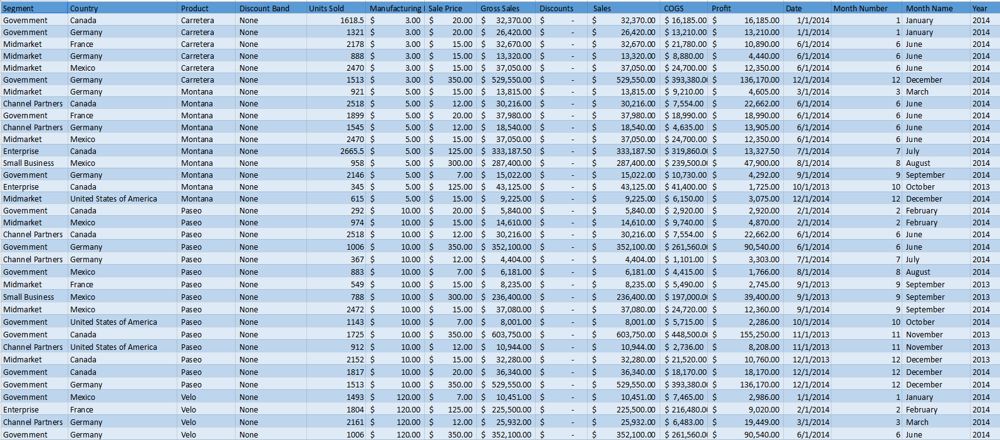 Segment Country Product Discount Band Units Sold Manufacturing Sale Price Gross Sales Discounts Sales COGS Profit Date Month Number Month Name Year
Government Canada Carretera None 1618.5 $ 3.00 $ 20.00 $ 32,370.00 $ - $ 32,370.00 $ 16,185.00 $ 16,185.00 1/1/2014 1 January 2014
Government Germany Carretera None 1321 $ 3.00 $ 20.00 $ 26,420.00 $ - $ 26,420.00 $ 13,210.00 $ 13,210.00 1/1/2014 1 January 2014
Midmarket France Carretera None 2178 $ 3.00 $ 15.00 $ 32,670.00 $ - $ 32,670.00 $ 21,780.00 $ 10,890.00 6/1/2014 6 June 2014
Midmarket Germany Carretera None 888 $ 3.00 $ 15.00 $ 13,320.00 $ - $ 13,320.00 $ 8,880.00 $ 4,440.00 6/1/2014 6 June 2014
Midmarket Mexico Carretera None 2470 $ 3.00 $ 15.00 $ 37,050.00 $ - $ 37,050.00 $ 24,700.00 $ 12,350.00 6/1/2014 6 June 2014
Government Germany Carretera None 1513 $ 3.00 $ 350.00 $ 529,550.00 $ - $ 529,550.00 $ 393,380.0 $ 136,170.00 12/1/2014 12 December 2014
Midmarket Germany Montana None 921 $ 5.00 $ 15.00 $ 13,815.00 $ - $ 13,815.00 $ 9,210.00 $ 4,605.00 3/1/2014 3 March 2014
Channel Partners Canada Montana None 2518 $ 5.00 $ 12.00 $ 30,216.00 $ - $ 30,216.00 $ 7,554.00 $ 22,662.00 6/1/2014 6 June 2014
Government France Montana None 1899 $ 5.00 $ 20.00 $ 37,980.00 $ - $ 37,980.00 $ 18,990.00 $ 18,990.00 6/1/2014 6 June 2014
Channel Partners Germany Montana None 1545 $ 5.00 $ 12.00 $ 18,540.00 $ - $ 18,540.00 $ 4,635.00 $ 13,905.00 6/1/2014 6 June 2014
Midmarket Mexico Montana None 2470 $ 5.00 $ 15.00 $ 37,050.00 $ - $ 37,050.00 $ 24,700.00 $ 12,350.00 6/1/2014 6 June 2014
Enterprise Canada Montana None 2665.5 $ 5.00 $ 125.00 $ 333,187.50 $ - $ 333,187.50 $ 319,860.0 $ 13,327.50 7/1/2014 7 July 2014
Small Business Mexico Montana None 958 $ 5.00 $ 300.00 $ 287,400.00 $ - $ 287,400.00 $ 239,500.0 $ 47,900.00 8/1/2014 8 August 2014
Government Germany Montana None 2146 $ 5.00 $ 7.00 $ 15,022.00 $ - $ 15,022.00 $ 10,730.00 $ 4,292.00 9/1/2014 9 September 2014
Enterprise Canada Montana None 345 $ 5.00 $ 125.00 $ 43,125.00 $ - $ 43,125.00 $ 41,400.00 $ 1,725.00 10/1/2013 10 October 2013
Midmarket United States of America Montana None 615 $ 5.00 $ 15.00 $ 9,225.00 $ - $ 9,225.00 $ 6,150.00 $ 3,075.00 12/1/2014 12 December 2014
Government Canada Paseo None 292 $ 10.00 $ 20.00 $ 5,840.00 $ - $ 5,840.00 $ 2,920.00 $ 2,920.00 2/1/2014 2 February 2014
Midmarket Mexico Paseo None 974 $ 10.00 $ 15.00 $ 14,610.00 $ - $ 14,610.00 $ 9,740.00 $ 4,870.00 2/1/2014 2 February 2014
Channel Partners Canada Paseo None 2518 $ 10.00 $ 12.00 $ 30,216.00 $ - $ 30,216.00 $ 7,554.00 $ 22,662.00 6/1/2014 6 June 2014
Government Germany Paseo None 1006 $ 10.00 $ 350.00 $ 352,100.00 $ - $ 352,100.00 $ 261,560.0 $ 90,540.00 6/1/2014 6 June 2014
Channel Partners Germany Paseo None 367 $ 10.00 $ 12.00 $ 4,404.00 $ - $ 4,404.00 $ 1,101.00 $ 3,303.00 7/1/2014 7 July 2014
Government Mexico Paseo None 883 $ 10.00 $ 7.00 $ 6,181.00 $ - $ 6,181.00 $ 4,415.00 $ 1,766.00 8/1/2014 8 August 2014
Midmarket France Paseo None 549 $ 10.00 $ 15.00 $ 8,235.00 $ - $ 8,235.00 $ 5,490.00 $ 2,745.00 9/1/2013 9 September 2013
Small Business Mexico Paseo None 788 $ 10.00 $ 300.00 $ 236,400.00 $ - $ 236,400.00 $ 197,000.0 $ 39,400.00 9/1/2013 9 September 2013
Midmarket Mexico Paseo None 2472 $ 10.00 $ 15.00 $ 37,080.00 $ - $ 37,080.00 $ 24,720.00 $ 12,360.00 9/1/2014 9 September 2014
Government United States of America Paseo None 1143 $ 10.00 $ 7.00 $ 8,001.00 $ - $ 8,001.00 $ 5,715.00 $ 2,286.00 10/1/2014 10 October 2014
Government Canada Paseo None 1725 $ 10.00 $ 350.00 $ 603,750.00 $ - $ 603,750.00 $ 448,500.0 $ 155,250.00 11/1/2013 11 November 2013
Channel Partners United States of America Paseo None 912 $ 10.00 $ 12.00 $ 10,944.00 $ - $ 10,944.00 $ 2,736.00 $ 8,208.00 11/1/2013 11 November 2013
Midmarket Canada Paseo None 2152 $ 10.00 $ 15.00 $ 32,280.00 $ - $ 32,280.00 $ 21,520.00 $ 10,760.00 12/1/2013 12 December 2013
Government Canada Paseo None 1817 $ 10.00 $ 20.00 $ 36,340.00 $ - $ 36,340.00 $ 18,170.00 $ 18,170.00 12/1/2014 12 December 2014
Government Germany Paseo None 1513 $ 10.00 $ 350.00 $ 529,550.00 $ - $ 529,550.00 $ 393,380.0 $ 136,170.00 12/1/2014 12 December 2014
Government Mexico Velo None 1493 $ 120.00 $ 7.00 $ 10,451.00 $ - $ 10,451.00 $ 7,465.00 $ 2,986.00 1/1/2014 1 January 2014
Enterprise France Velo None 1804 $ 120.00 $ 125.00 $ 225,500.00 $ - $ 225,500.00 $ 216,480.0 $ 9,020.00 2/1/2014 2 February 2014
Channel Partners Germany Velo None 2161 $ 120.00 $ 12.00 $ 25,932.00 $ - $ 25,932.00 $ 6,483.00 $ 19,449.00 3/1/2014 3 March 2014
Government Germany Velo None 1006 $ 120.00 $ 350.00 $ 352,100.00 $ - $ 352,100.00 $ 261,560.0 $ 90,540.00 6/1/2014 6 June 2014